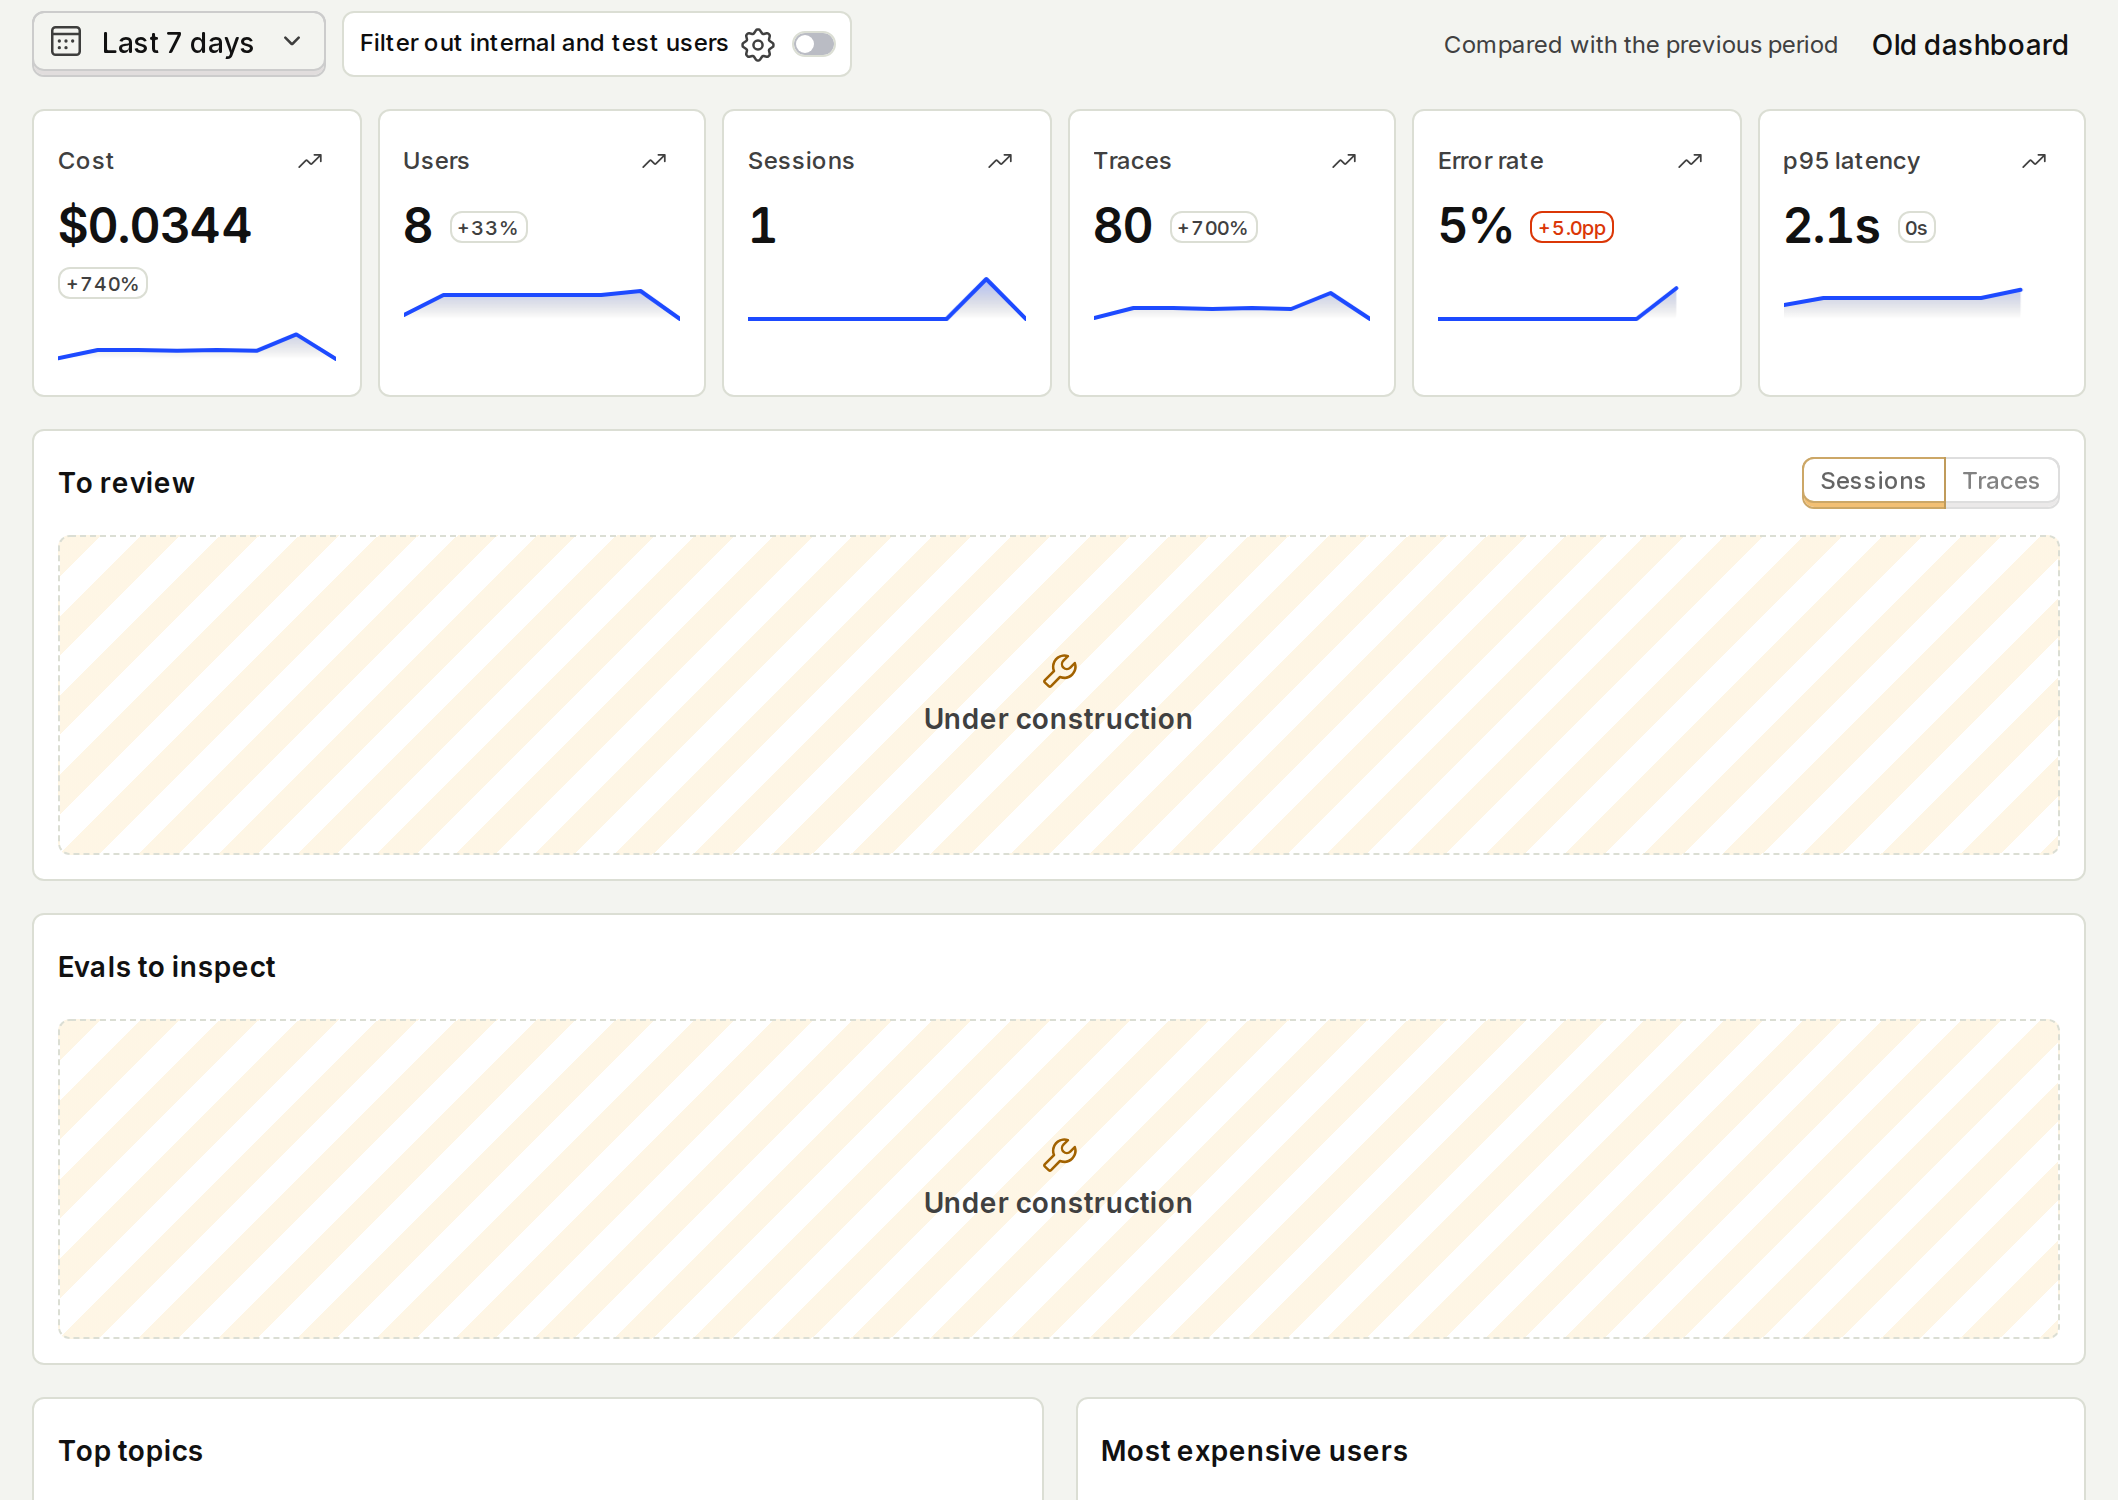 Last 7 days
Filter out internal and test users
Compared with the previous period
Old dashboard
Cost
$0.0344
+740%
Users
8
+33%
Sessions
1
Traces
80
+700%
Error rate
5%
+5.0pp
p95 latency
2.1s
0s
To review
Sessions
Traces
Under construction
Evals to inspect
Under construction
Top topics
Most expensive users